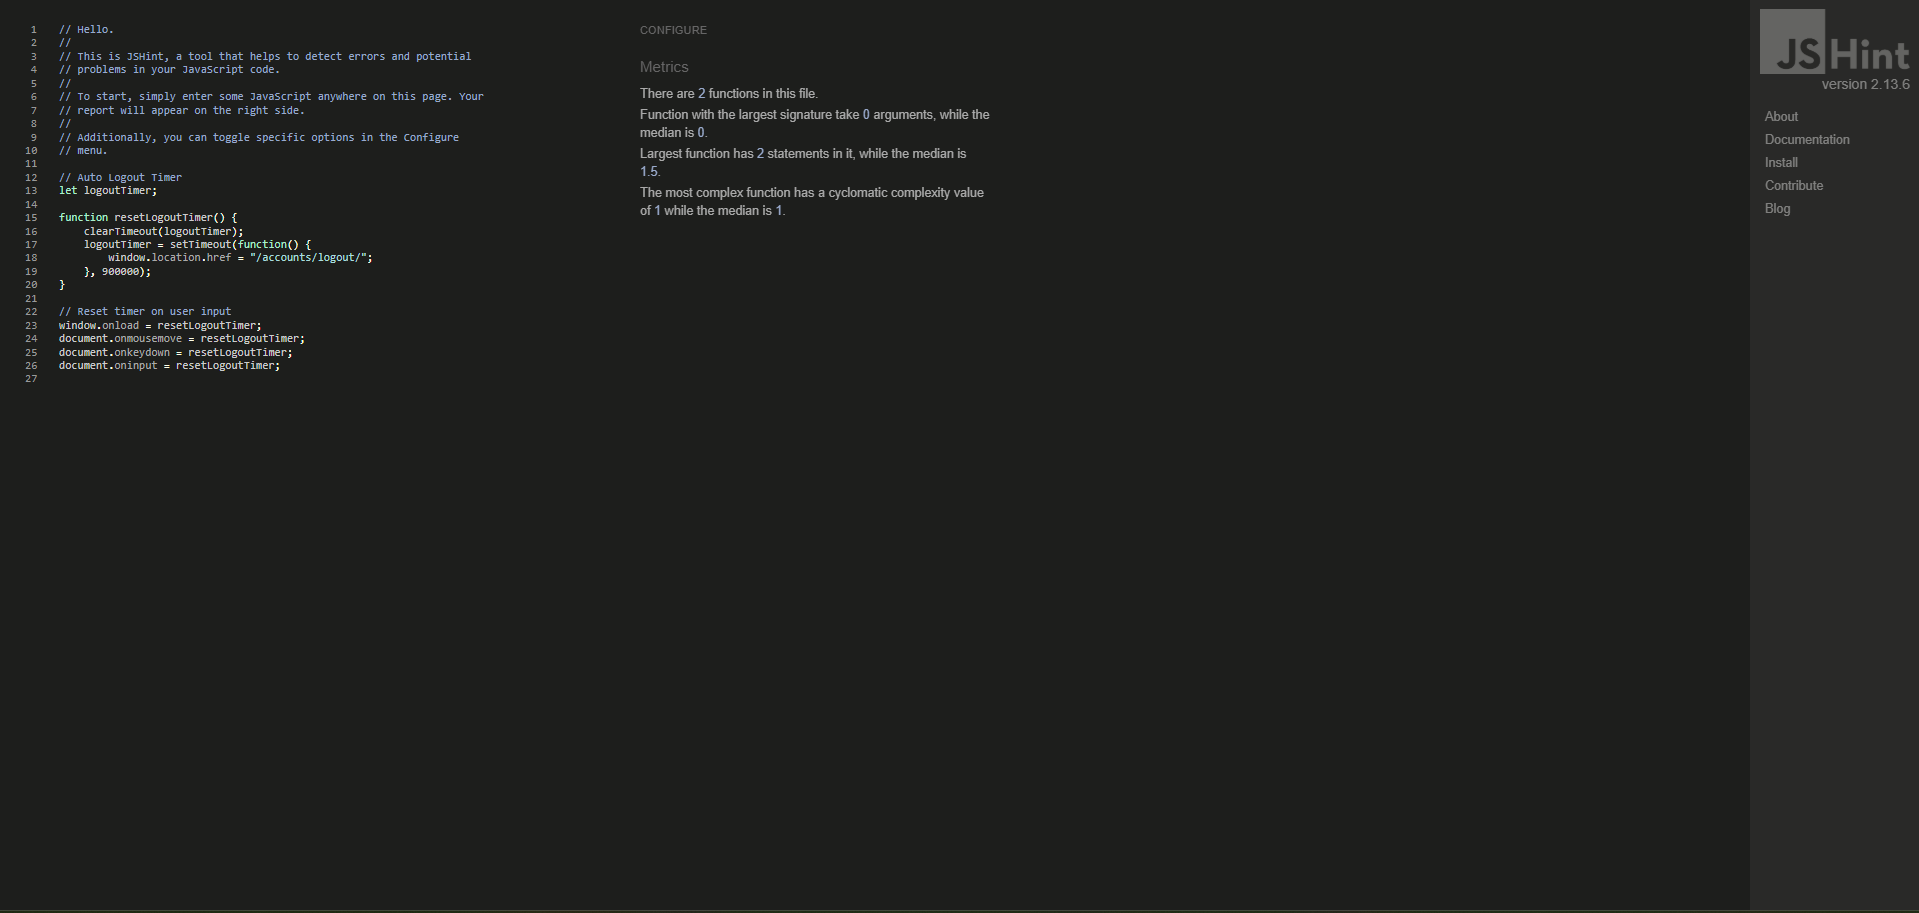 1 // Hello.
2 //
3 // This is JSHint, a tool that helps to detect errors and potential
4 // problems in your JavaScript code.
5 //
6 // To start, simply enter some JavaScript anywhere on this page. Your
7 // report will appear on the right side.
8 //
9 // Additionally, you can toggle specific options in the Configure
10 // menu.
11
12 // Auto Logout Timer
13 let logoutTimer;
14
15 function resetLogoutTimer() {
16     clearTimeout(logoutTimer);
17     logoutTimer = setTimeout(function() {
18         window.location.href = "/accounts/logout/";
19     }, 900000);
20 }
21
22 // Reset timer on user input
23 window.onload = resetLogoutTimer;
24 document.onmousemove = resetLogoutTimer;
25 document.onkeydown = resetLogoutTimer;
26 document.oninput = resetLogoutTimer;
27
CONFIGURE
Metrics
There are 2 functions in this file.
Function with the largest signature take 0 arguments, while the
median is 0.
Largest function has 2 statements in it, while the median is
1.5.
The most complex function has a cyclomatic complexity value
of 1 while the median is 1.
JSHint
version 2.13.6
About
Documentation
Install
Contribute
Blog